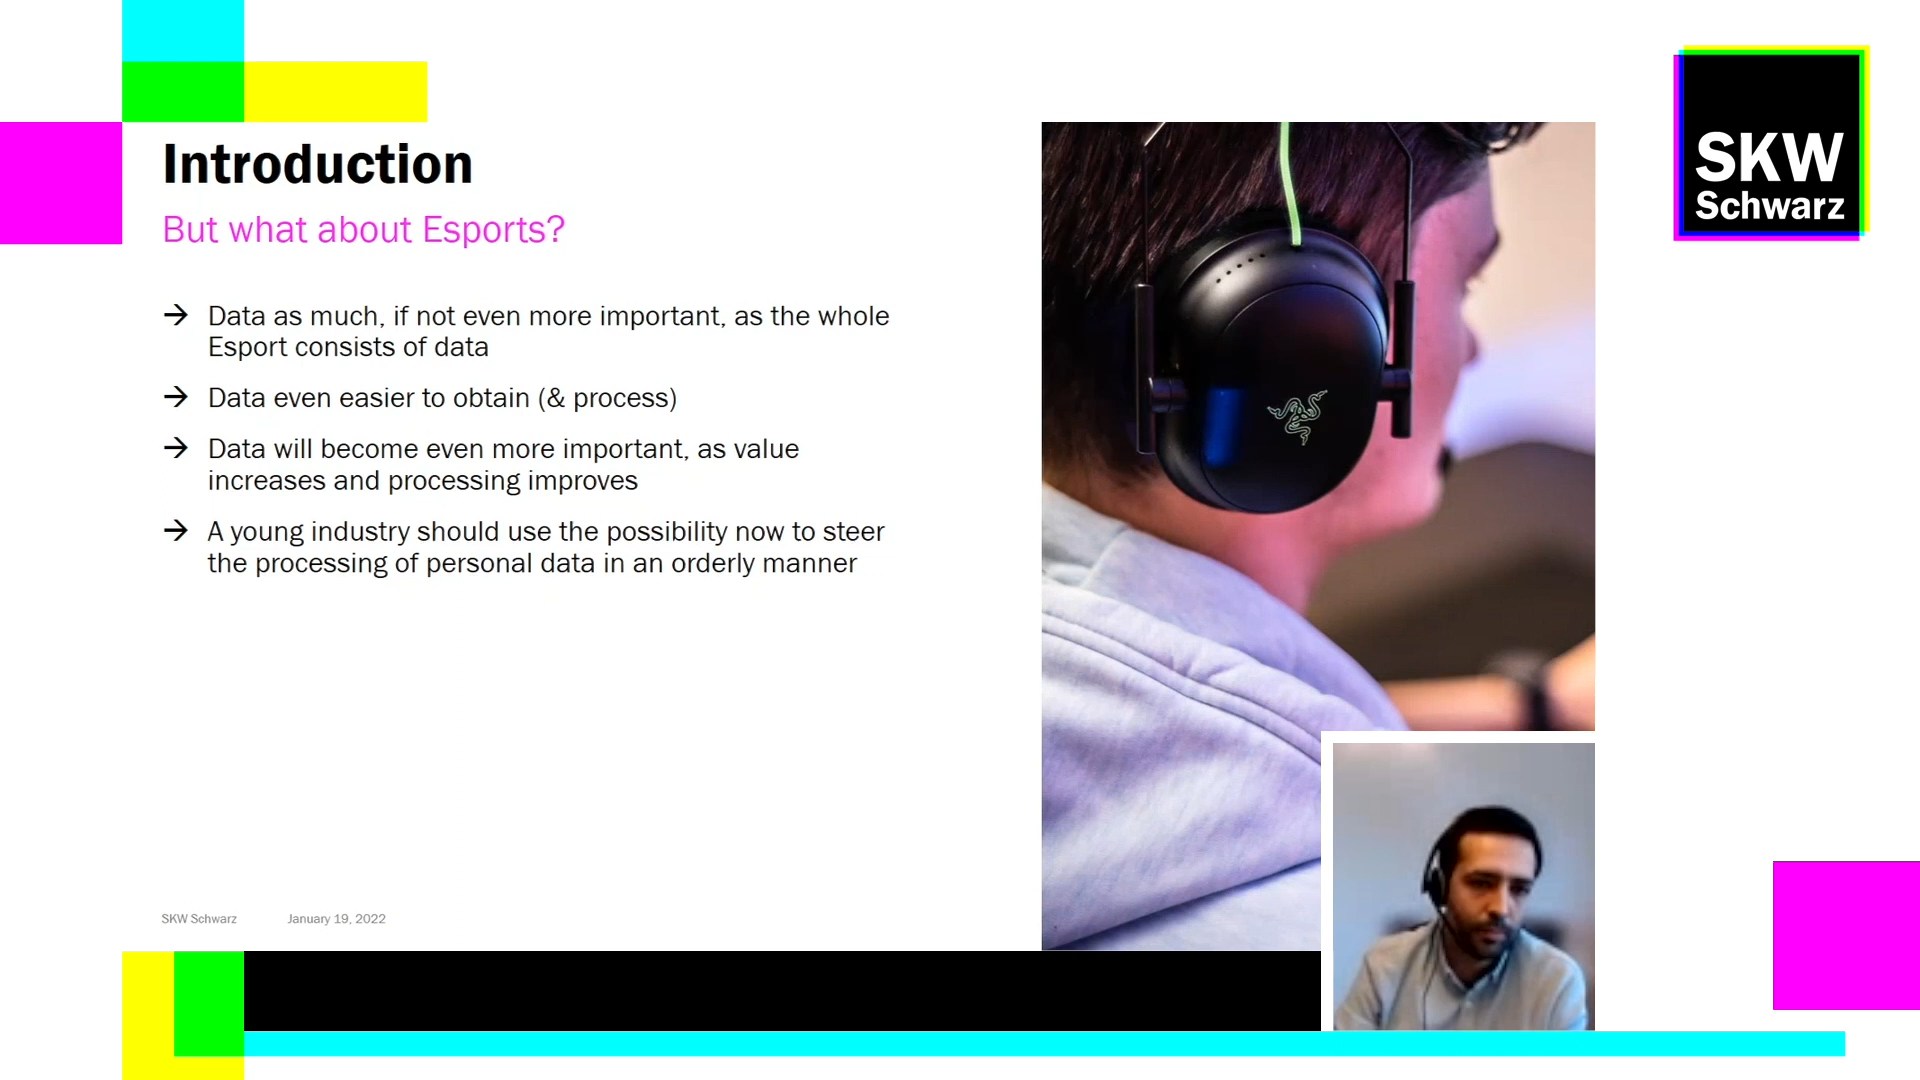 Introduction
But what about Esports?
→ Data as much, if not even more important, as the whole
Esport consists of data
→ Data even easier to obtain (& process)
→ Data will become even more important, as value
increases and processing improves
→ A young industry should use the possibility now to steer
the processing of personal data in an orderly manner
SKW Schwarz January 19, 2022
SKW
Schwarz